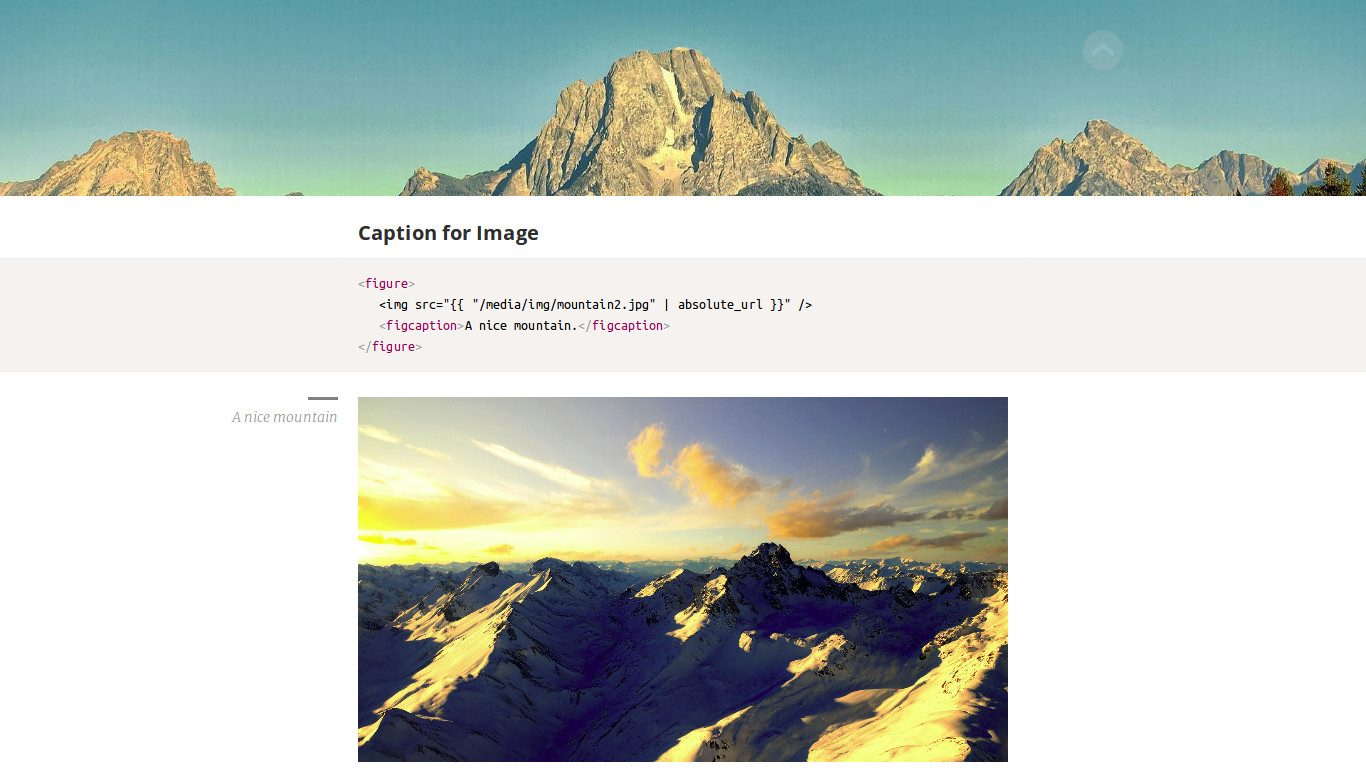 Caption for Image
<figure>
   <img src="{{ "/media/img/mountain2.jpg" | absolute_url }}" />
   <figcaption>A nice mountain.</figcaption>
</figure>
A nice mountain